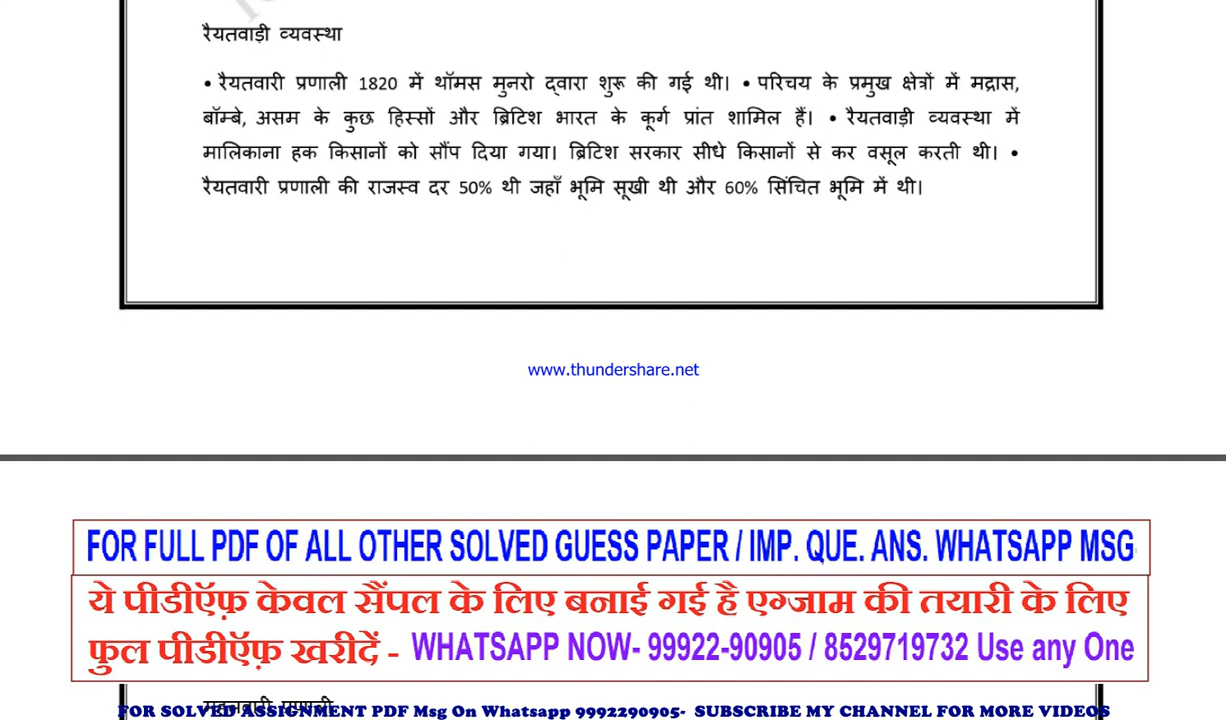 रैयतवाड़ी व्यवस्था
• रैयतवारी प्रणाली 1820 में थॉमस मुनरो द्वारा शुरू की गई थी। • परिचय के प्रमुख क्षेत्रों में मद्रास,
बॉम्बे, असम के कुछ हिस्सों और ब्रिटिश भारत के कूर्ग प्रांत शामिल हैं। • रैयतवाड़ी व्यवस्था में
मालिकाना हक किसानों को सौंप दिया गया। ब्रिटिश सरकार सीधे किसानों से कर वसूल करती थी। •
रैयतवारी प्रणाली की राजस्व दर 50% थी जहाँ भूमि सूखी थी और 60% सिंचित भूमि में थी।
www.thundershare.net
FOR FULL PDF OF ALL OTHER SOLVED GUESS PAPER / IMP. QUE. ANS. WHATSAPP MSG
ये पीडीऍफ़ केवल सैंपल के लिए बनाई गई है एग्जाम की तयारी के लिए
फुल पीडीऍफ़ खरीदें - WHATSAPP NOW- 99922-90905 / 8529719732 Use any One
FOR SOLVED ASSIGNMENT PDF Msg On Whatsapp 9992290905- SUBSCRIBE MY CHANNEL FOR MORE VIDEOS